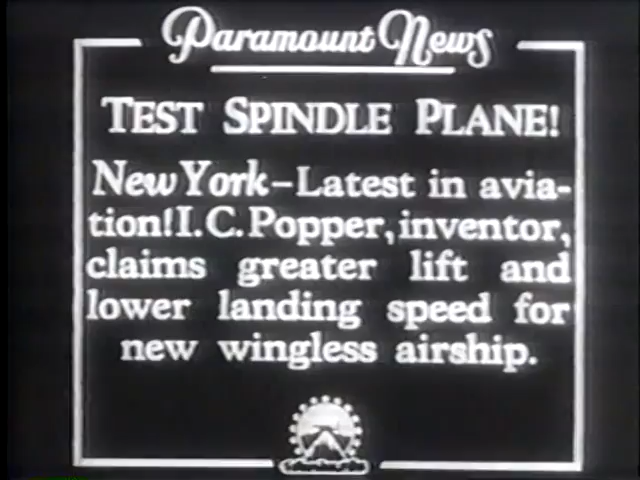 Paramount News
TEST SPINDLE PLANE!
New York-Latest in avia-
tion! I.C. Popper, inventor,
claims greater lift and
lower landing speed for
new wingless airship.